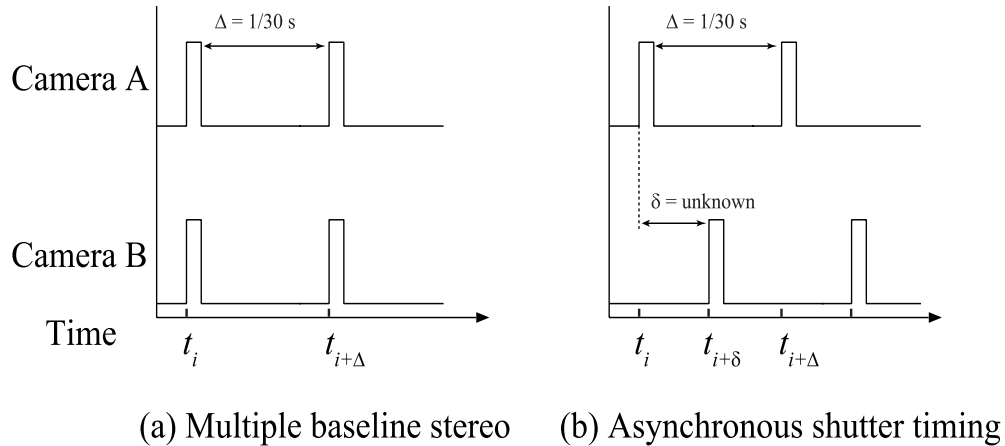 Δ = 1/30 s
Δ = 1/30 s
Camera A
δ = unknown
Camera B
Time
t_i
t_{i+Δ}
t_i
t_{i+δ}
t_{i+Δ}
(a) Multiple baseline stereo
(b) Asynchronous shutter timing